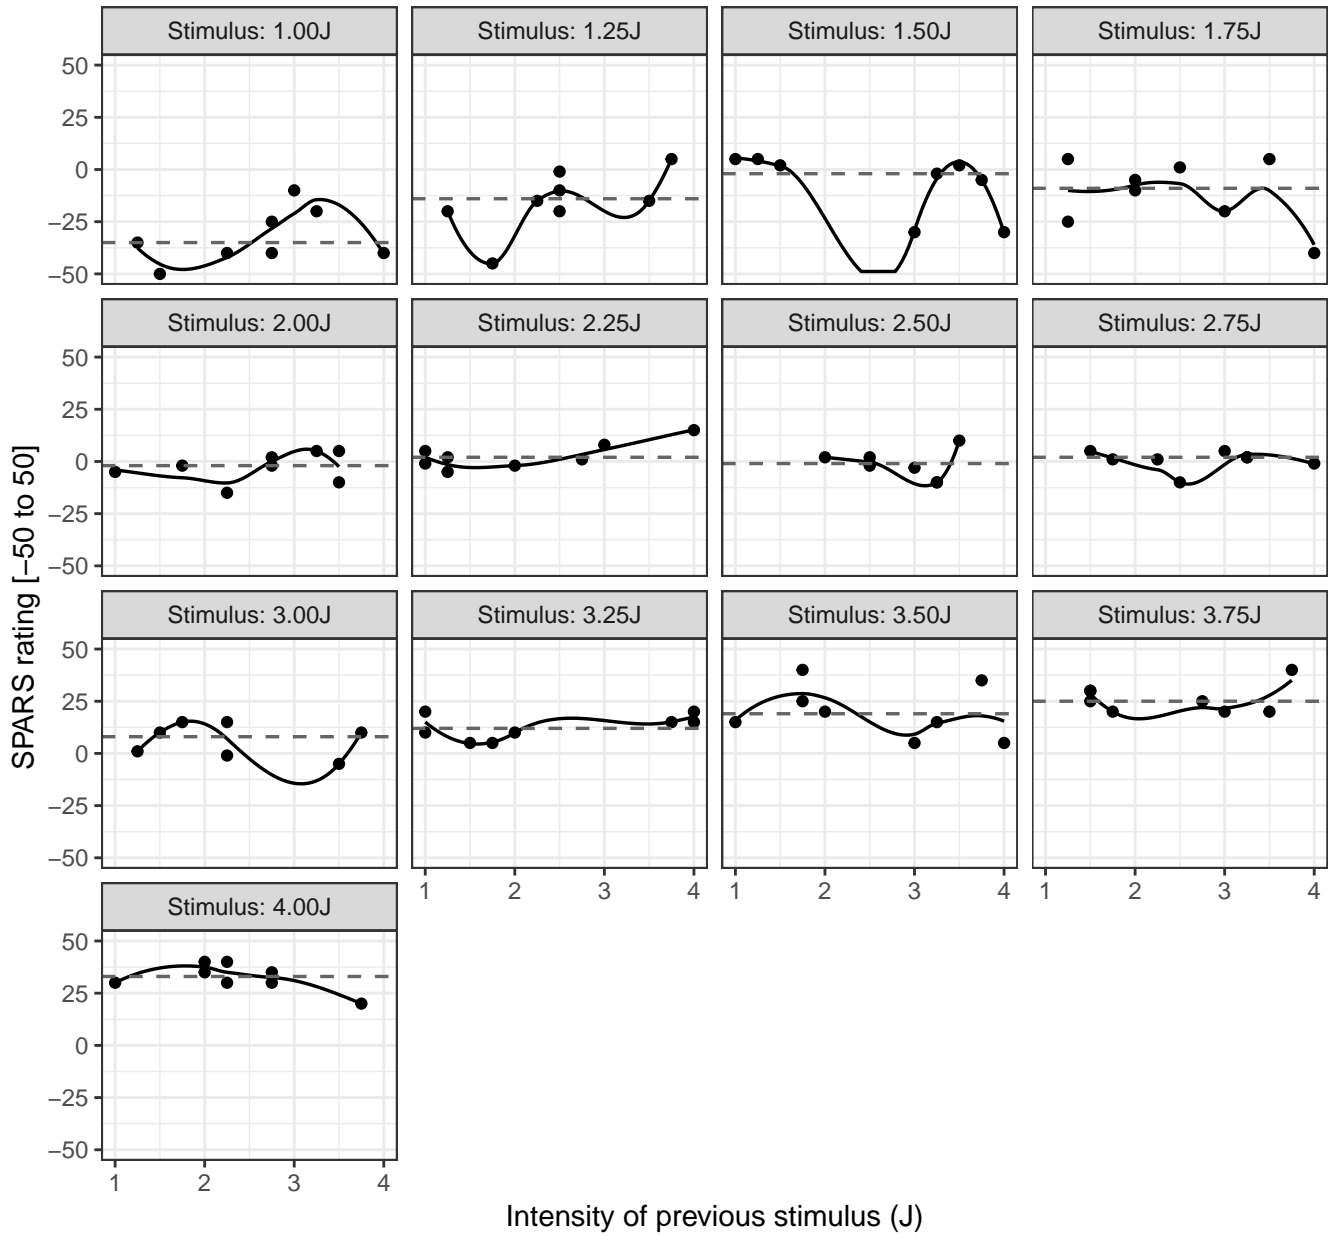 Stimulus: 1.00J
Stimulus: 1.25J
Stimulus: 1.50J
Stimulus: 1.75J
50
25
0
−25
−50
Stimulus: 2.00J
Stimulus: 2.25J
Stimulus: 2.50J
Stimulus: 2.75J
50
25
0
−25
−50
SPARS rating [−50 to 50]
Stimulus: 3.00J
Stimulus: 3.25J
Stimulus: 3.50J
Stimulus: 3.75J
50
25
0
−25
−50
1 2 3 4
1 2 3 4
1 2 3 4
Stimulus: 4.00J
50
25
0
−25
−50
1 2 3 4
Intensity of previous stimulus (J)